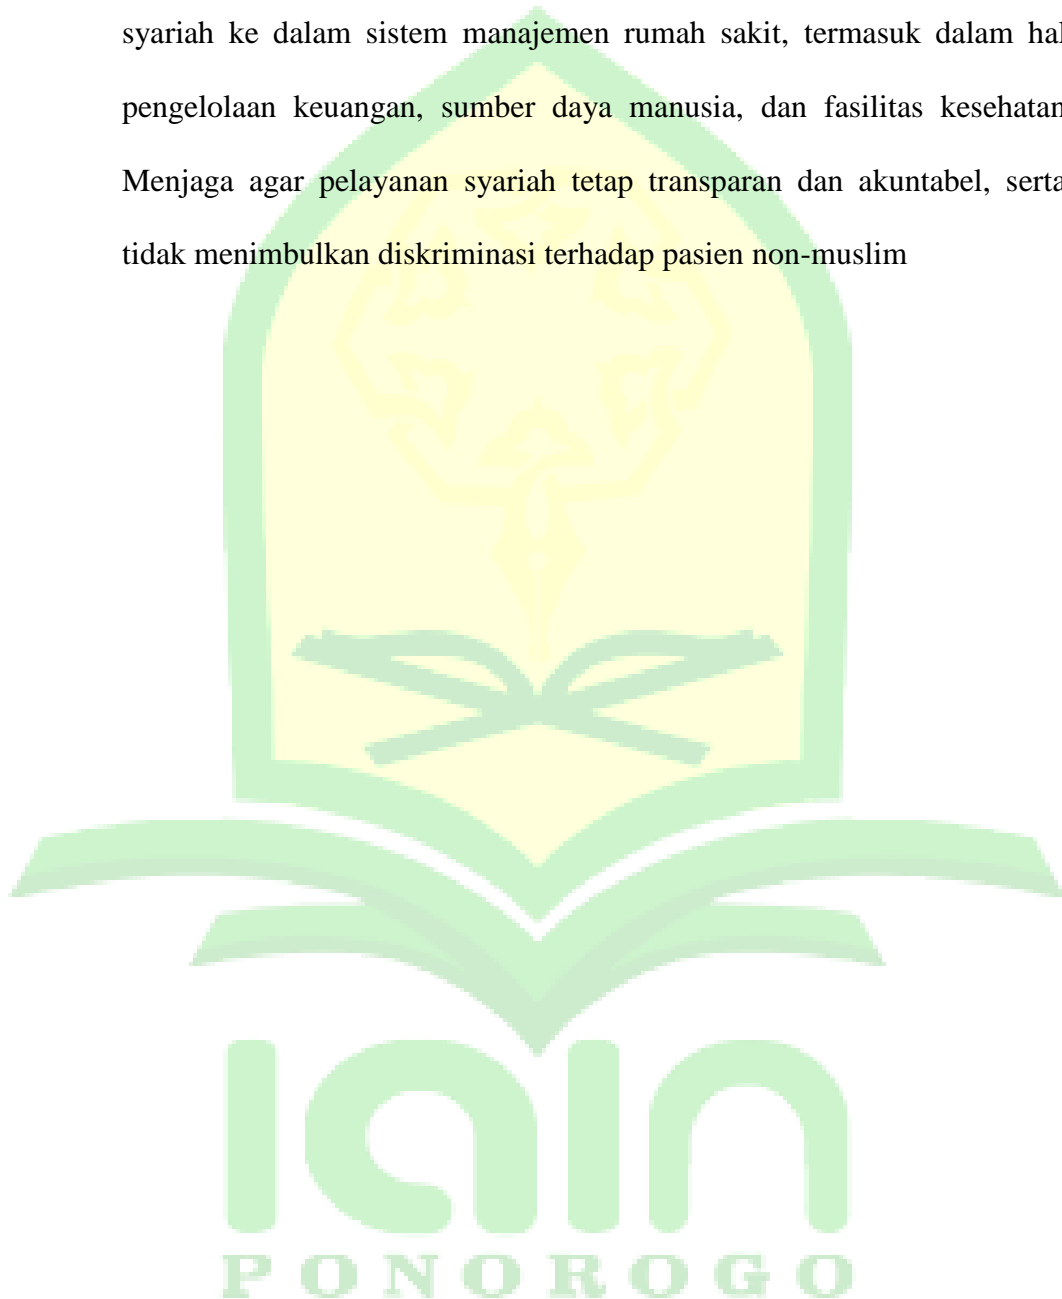 syariah ke dalam sistem manajemen rumah sakit, termasuk dalam hal
pengelolaan keuangan, sumber daya manusia, dan fasilitas kesehatan
Menjaga agar pelayanan syariah tetap transparan dan akuntabel, serta
tidak menimbulkan diskriminasi terhadap pasien non-muslim
iain
PONOROGO